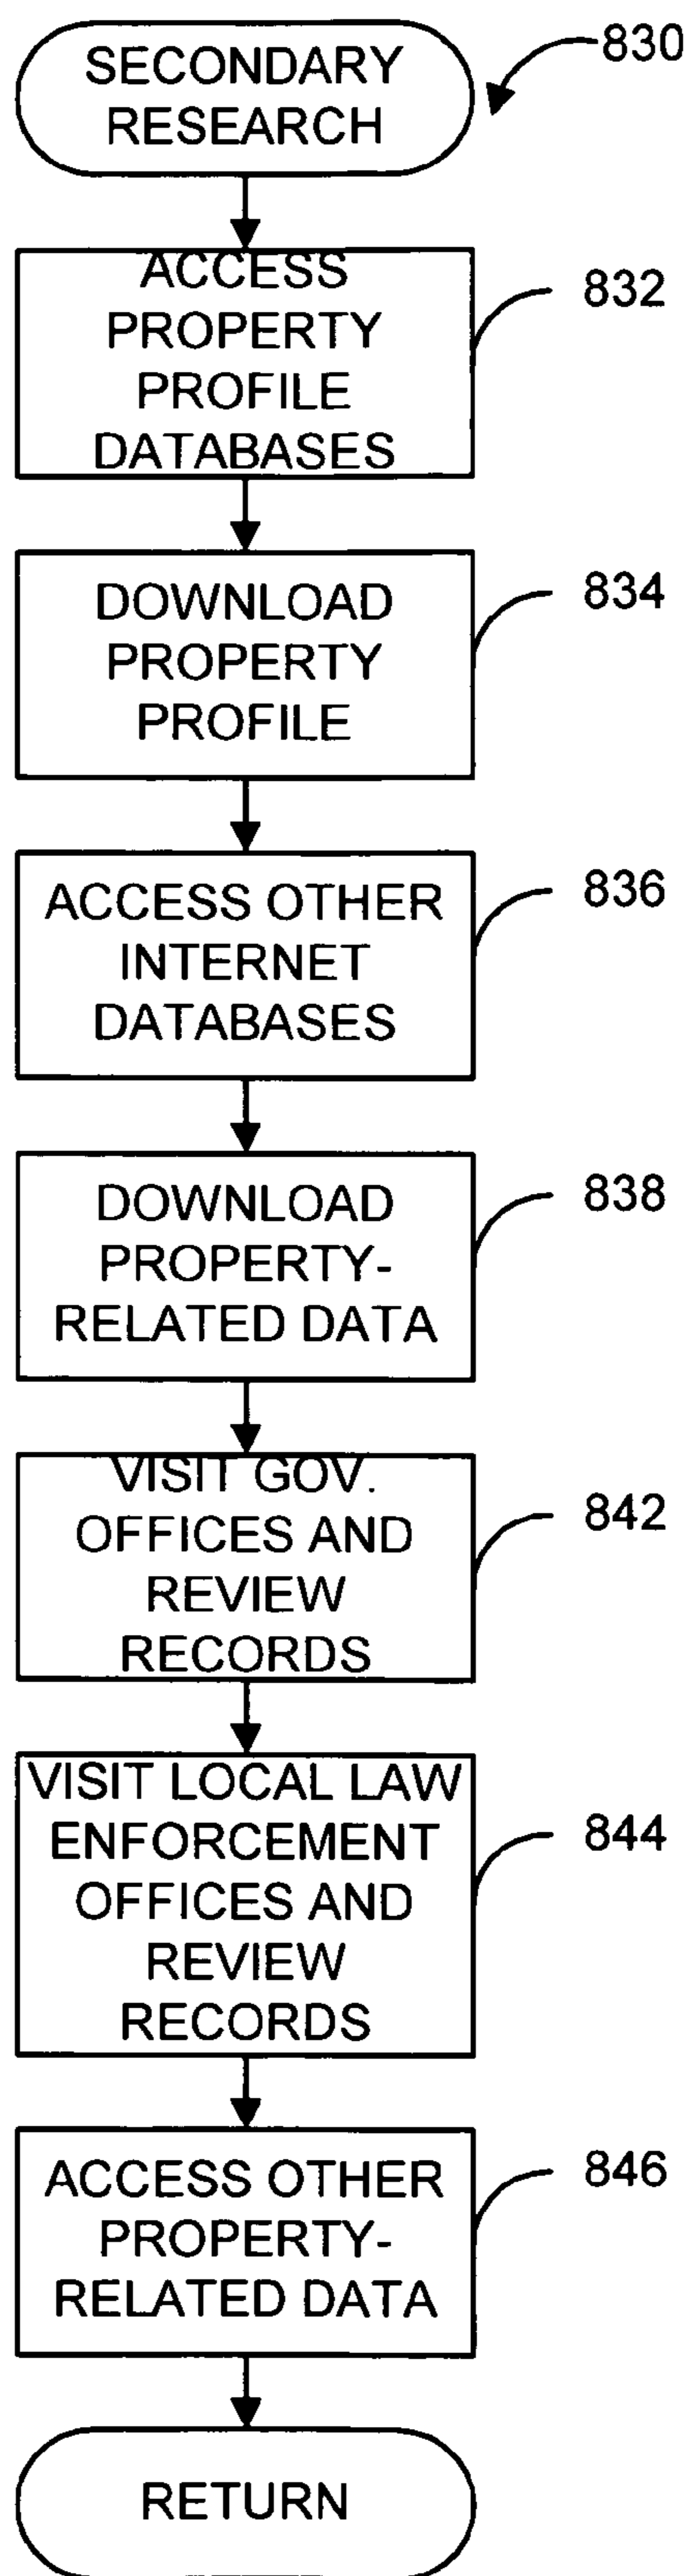 SECONDARY
RESEARCH
830
ACCESS
PROPERTY
PROFILE
DATABASES
832
DOWNLOAD
PROPERTY
PROFILE
834
ACCESS OTHER
INTERNET
DATABASES
836
DOWNLOAD
PROPERTY-
RELATED DATA
838
VISIT GOV.
OFFICES AND
REVIEW
RECORDS
842
VISIT LOCAL LAW
ENFORCEMENT
OFFICES AND
REVIEW
RECORDS
844
ACCESS OTHER
PROPERTY-
RELATED DATA
846
RETURN